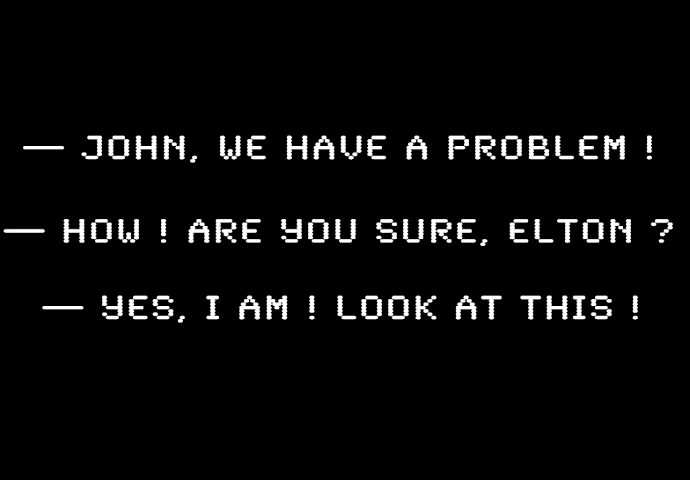 — JOHN, WE HAVE A PROBLEM !
— HOW ! ARE YOU SURE, ELTON ?
— YES, I AM ! LOOK AT THIS !